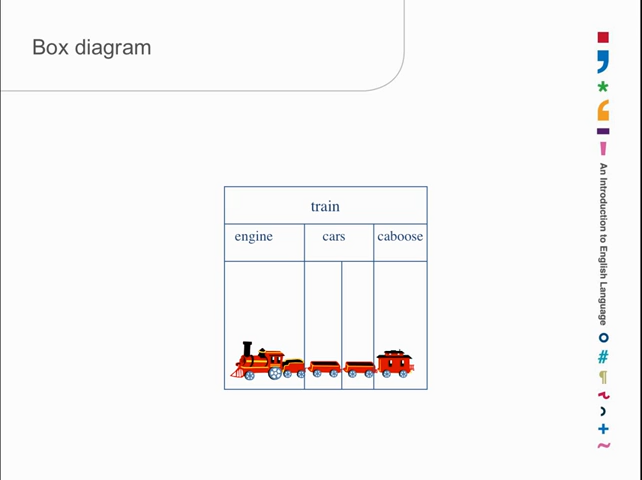 Box diagram
train
engine cars caboose
An Introduction to English Language